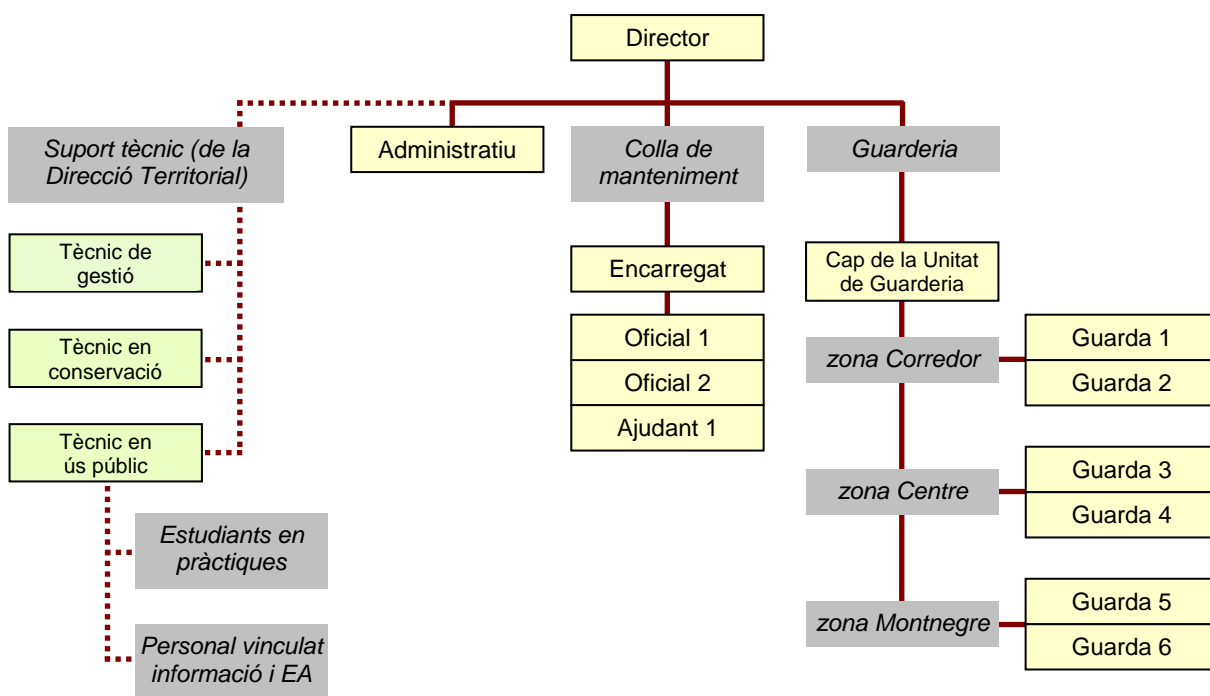 Director
Suport tècnic (de la
Direcció Territorial)
Administratiu
Colla de
manteniment
Guarderia
Tècnic de
gestió
Encarregat
Cap de la Unitat
de Guarderia
Tècnic en
conservació
Oficial 1
Oficial 2
Ajudant 1
zona Corredor
Guarda 1
Guarda 2
Tècnic en
ús públic
zona Centre
Guarda 3
Guarda 4
Estudiants en
pràctiques
zona Montnegre
Guarda 5
Guarda 6
Personal vinculat
informació i EA